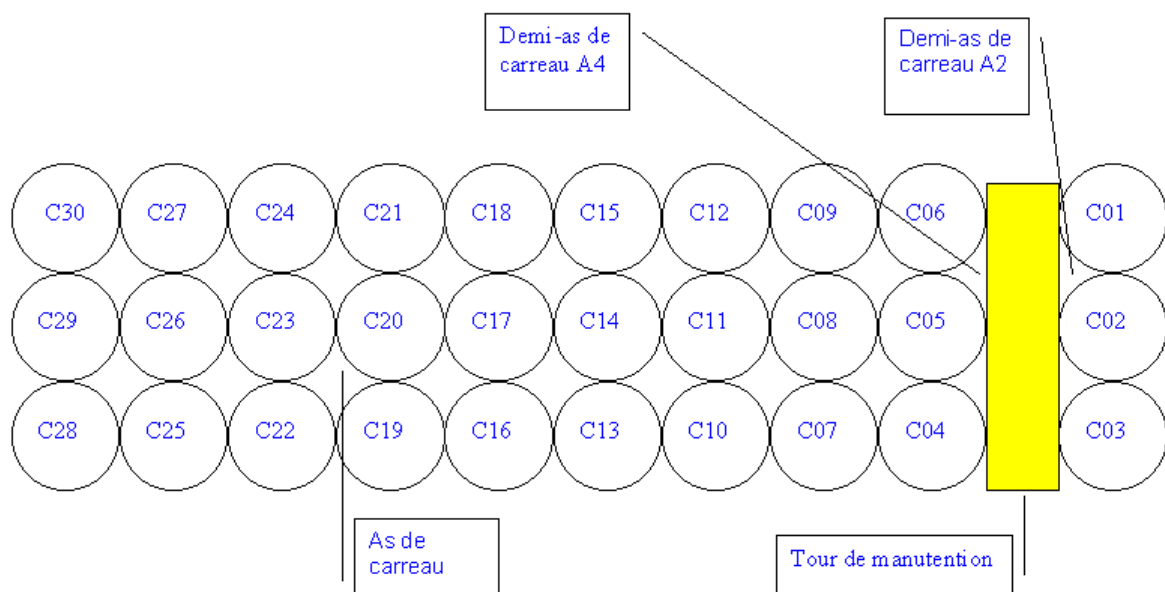 Demi-as de
carreau A4
Demi-as de
carreau A2
C30 C27 C24 C21 C18 C15 C12 C09 C06 C01
C29 C26 C23 C20 C17 C14 C11 C08 C05 C02
C28 C25 C22 C19 C16 C13 C10 C07 C04 C03
As de
carreau
Tour de manutention